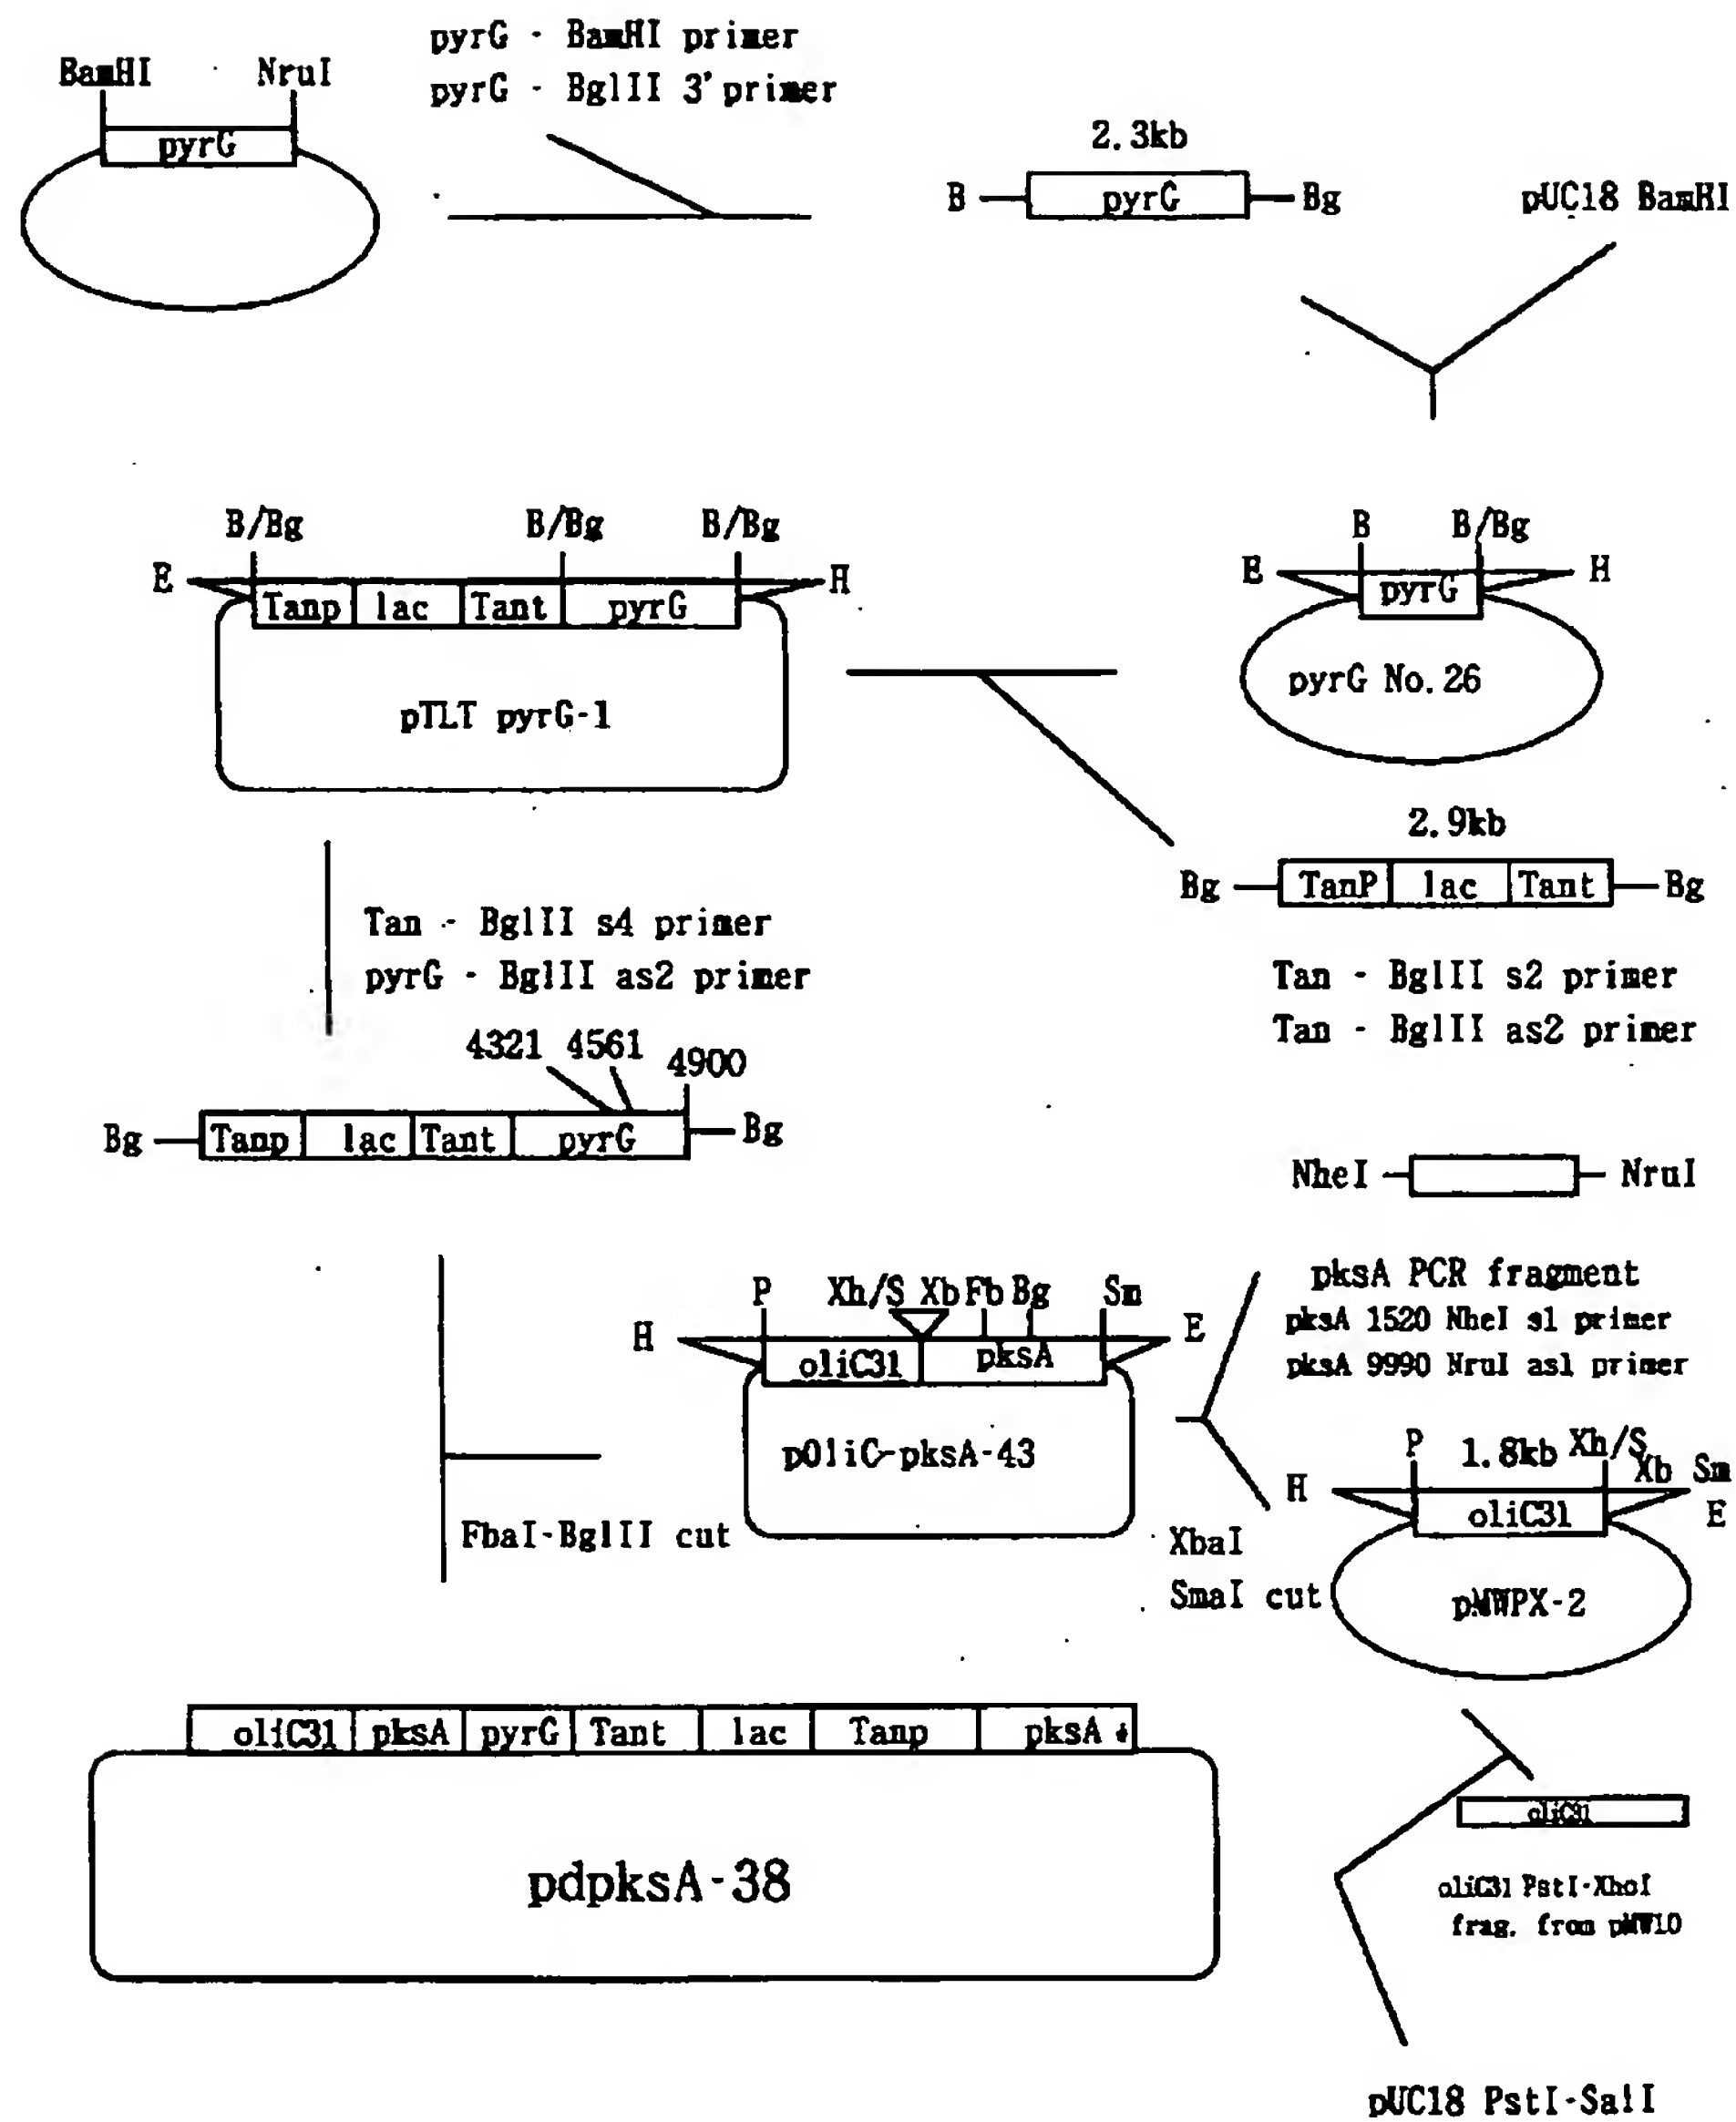 pyrG - BamHI primer
pyrG - BglII 3'primer
BamHI NruI
pyrG
2.3kb
B pyrG Bg
pUC18 BamHI
B/Bg B/Bg B/Bg
E H
Tanp lac Tant pyrG
pTLT pyrG-1
B B/Bg
E H
pyrG
pyrG No.26
2.9kb
Bg TanP lac Tant Bg
Tan - BglII s2 primer
Tan - BglII as2 primer
Tan - BglII s4 primer
pyrG - BglII as2 primer
4321 4561 4900
Bg Tanp lac Tant pyrG Bg
NheI NruI
pksA PCR fragment
pksA 1520 NheI s1 primer
pksA 9990 NruI as1 primer
P Xh/S Xb Fb Bg Sm
H E
oliC31 pksA
pOliC-pksA-43
P 1.8kb Xh/S
Xb Sm
H E
oliC31
pMWPX-2
XbaI
SmaI cut
FbaI-BglII cut
oliC31 pksA pyrG Tant lac Tanp pksA
pdpksA-38
oliC31
oliC31 PstI-XhoI
frag. from pMW10
pUC18 PstI-SalI